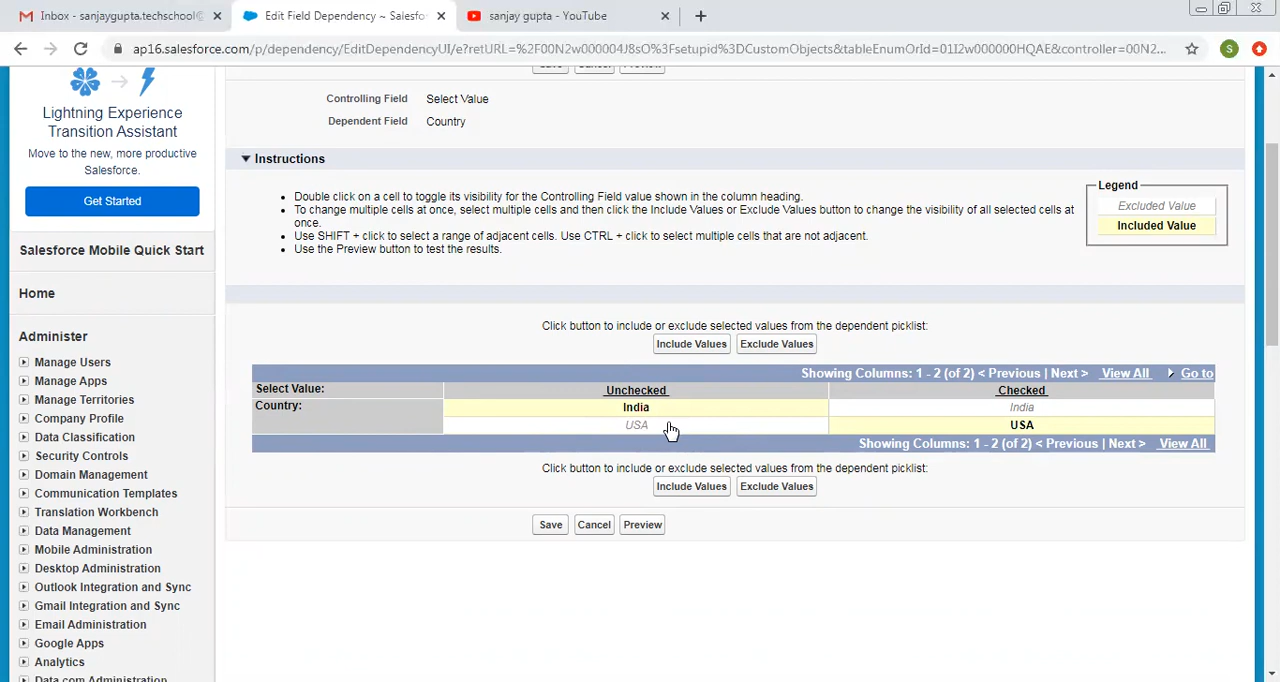 Inbox - sanjaygupta.techschool@
Edit Field Dependency ~ Salesfo
sanjay gupta - YouTube
ap16.salesforce.com/p/dependency/EditDependencyUI/e?retURL=%2F00N2w000004J8sO%3Fsetupid%3DCustomObjects&tableEnumOrId=01I2w000000HQAE&controller=00N2...
S
Save Cancel Preview
Lightning Experience
Transition Assistant
Move to the new, more productive
Salesforce.
Get Started
Salesforce Mobile Quick Start
Home
Administer
Manage Users
Manage Apps
Manage Territories
Company Profile
Data Classification
Security Controls
Domain Management
Communication Templates
Translation Workbench
Data Management
Mobile Administration
Desktop Administration
Outlook Integration and Sync
Gmail Integration and Sync
Email Administration
Google Apps
Analytics
Data.com Administration
Controlling Field Select Value
Dependent Field Country
Instructions
Double click on a cell to toggle its visibility for the Controlling Field value shown in the column heading.
To change multiple cells at once, select multiple cells and then click the Include Values or Exclude Values button to change the visibility of all selected cells at
once.
Use SHIFT + click to select a range of adjacent cells. Use CTRL + click to select multiple cells that are not adjacent.
Use the Preview button to test the results.
Legend
Excluded Value
Included Value
Click button to include or exclude selected values from the dependent picklist:
Include Values Exclude Values
Showing Columns: 1 - 2 (of 2) < Previous | Next > View All Go to
Select Value: Unchecked Checked
Country: India India
USA USA
Showing Columns: 1 - 2 (of 2) < Previous | Next > View All
Click button to include or exclude selected values from the dependent picklist:
Include Values Exclude Values
Save Cancel Preview